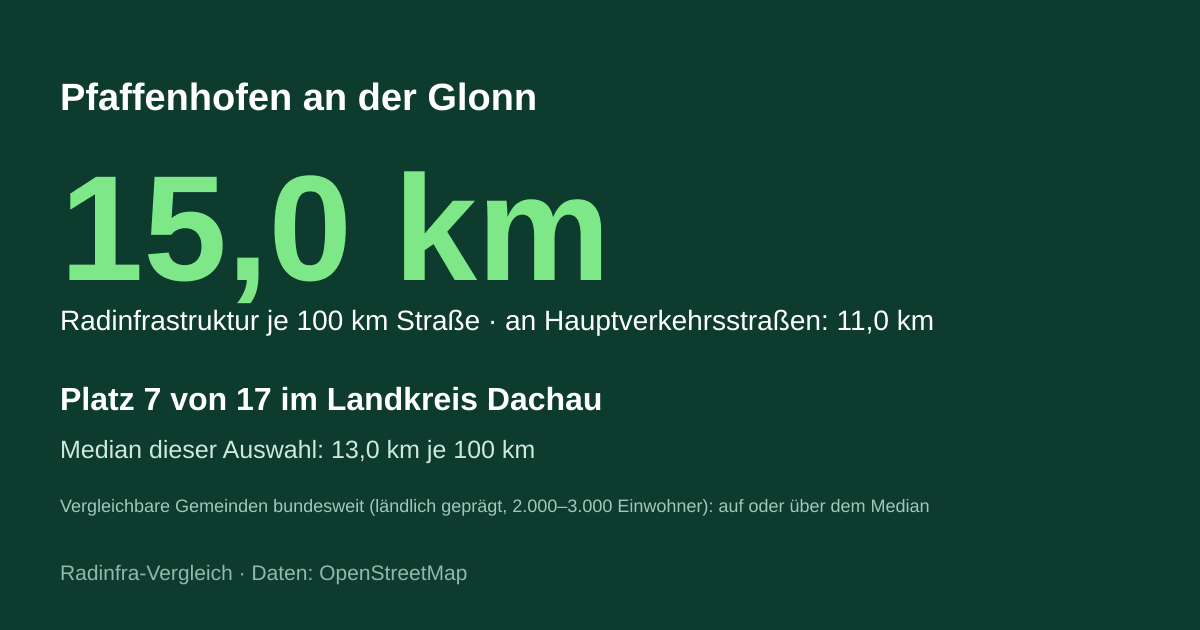 Pfaffenhofen an der Glonn
15,0 km
Radinfrastruktur je 100 km Straße · an Hauptverkehrsstraßen: 11,0 km
Platz 7 von 17 im Landkreis Dachau
Median dieser Auswahl: 13,0 km je 100 km
Vergleichbare Gemeinden bundesweit (ländlich geprägt, 2.000–3.000 Einwohner): auf oder über dem Median
Radinfra-Vergleich · Daten: OpenStreetMap